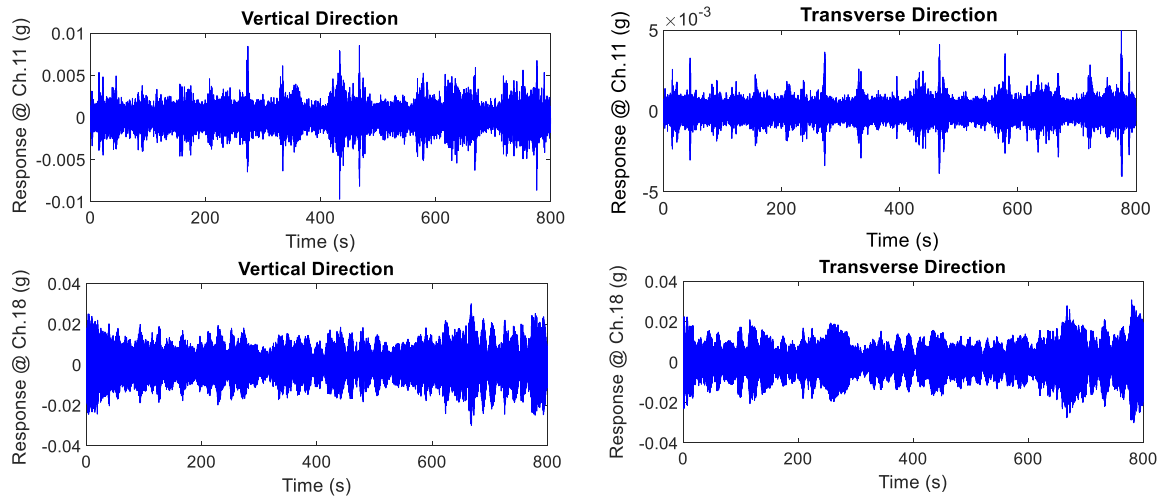 Vertical Direction
Response @ Ch.11 (g)
0.01
0.005
0
-0.005
-0.01
0 200 400 600 800
Time (s)
Transverse Direction
×10⁻³
Response @ Ch.11 (g)
5
0
-5
0 200 400 600 800
Time (s)
Vertical Direction
Response @ Ch.18 (g)
0.04
0.02
0
-0.02
-0.04
0 200 400 600 800
Time (s)
Transverse Direction
Response @ Ch.18 (g)
0.04
0.02
0
-0.02
-0.04
0 200 400 600 800
Time (s)